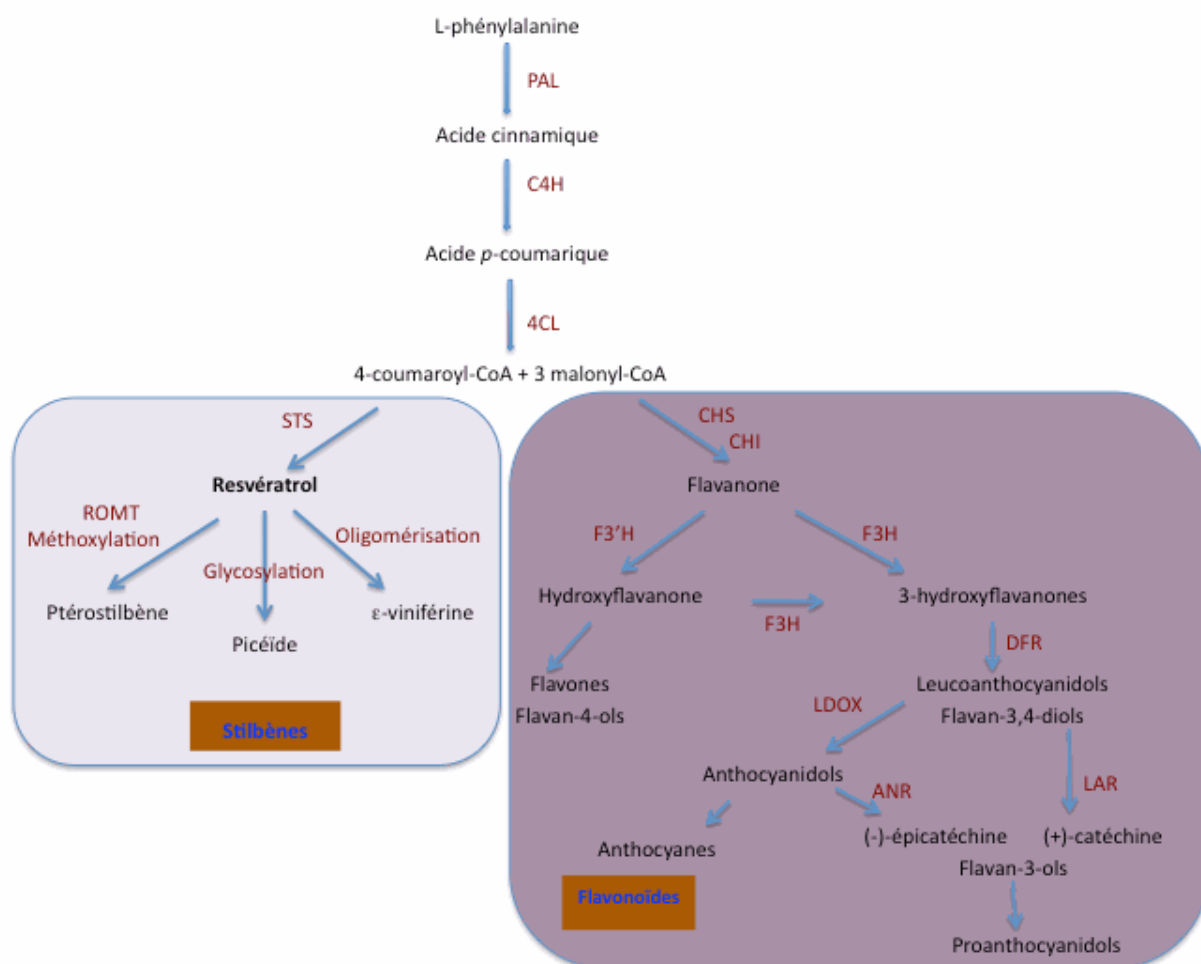 L-phénylalanine
PAL
Acide cinnamique
C4H
Acide p-coumarique
4CL
4-coumaroyl-CoA + 3 malonyl-CoA
STS
Resvératrol
ROMT
Méthoxylation
Oligomérisation
Glycosylation
Ptérostilbène
ε-viniférine
Picéïde
Stilbènes
CHS
CHI
Flavanone
F3'H
F3H
Hydroxyflavanone
3-hydroxyflavanones
F3H
DFR
Flavones
Flavan-4-ols
Leucoanthocyanidols
Flavan-3,4-diols
LDOX
Anthocyanidols
ANR
LAR
Anthocyanes
(-)-épicatéchine
(+)-catéchine
Flavan-3-ols
Flavonoïdes
Proanthocyanidols